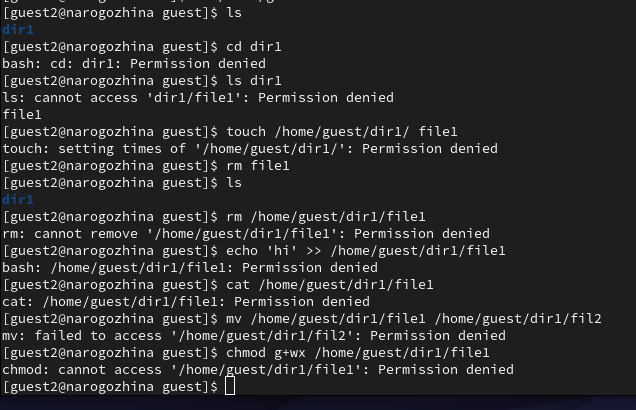 [guest2@narogozhina guest]$ ls
dir1
[guest2@narogozhina guest]$ cd dir1
bash: cd: dir1: Permission denied
[guest2@narogozhina guest]$ ls dir1
ls: cannot access 'dir1/file1': Permission denied
file1
[guest2@narogozhina guest]$ touch /home/guest/dir1/ file1
touch: setting times of '/home/guest/dir1/': Permission denied
[guest2@narogozhina guest]$ rm file1
[guest2@narogozhina guest]$ ls
dir1
[guest2@narogozhina guest]$ rm /home/guest/dir1/file1
rm: cannot remove '/home/guest/dir1/file1': Permission denied
[guest2@narogozhina guest]$ echo 'hi' >> /home/guest/dir1/file1
bash: /home/guest/dir1/file1: Permission denied
[guest2@narogozhina guest]$ cat /home/guest/dir1/file1
cat: /home/guest/dir1/file1: Permission denied
[guest2@narogozhina guest]$ mv /home/guest/dir1/file1 /home/guest/dir1/fil2
mv: failed to access '/home/guest/dir1/fil2': Permission denied
[guest2@narogozhina guest]$ chmod g+wx /home/guest/dir1/file1
chmod: cannot access '/home/guest/dir1/file1': Permission denied
[guest2@narogozhina guest]$